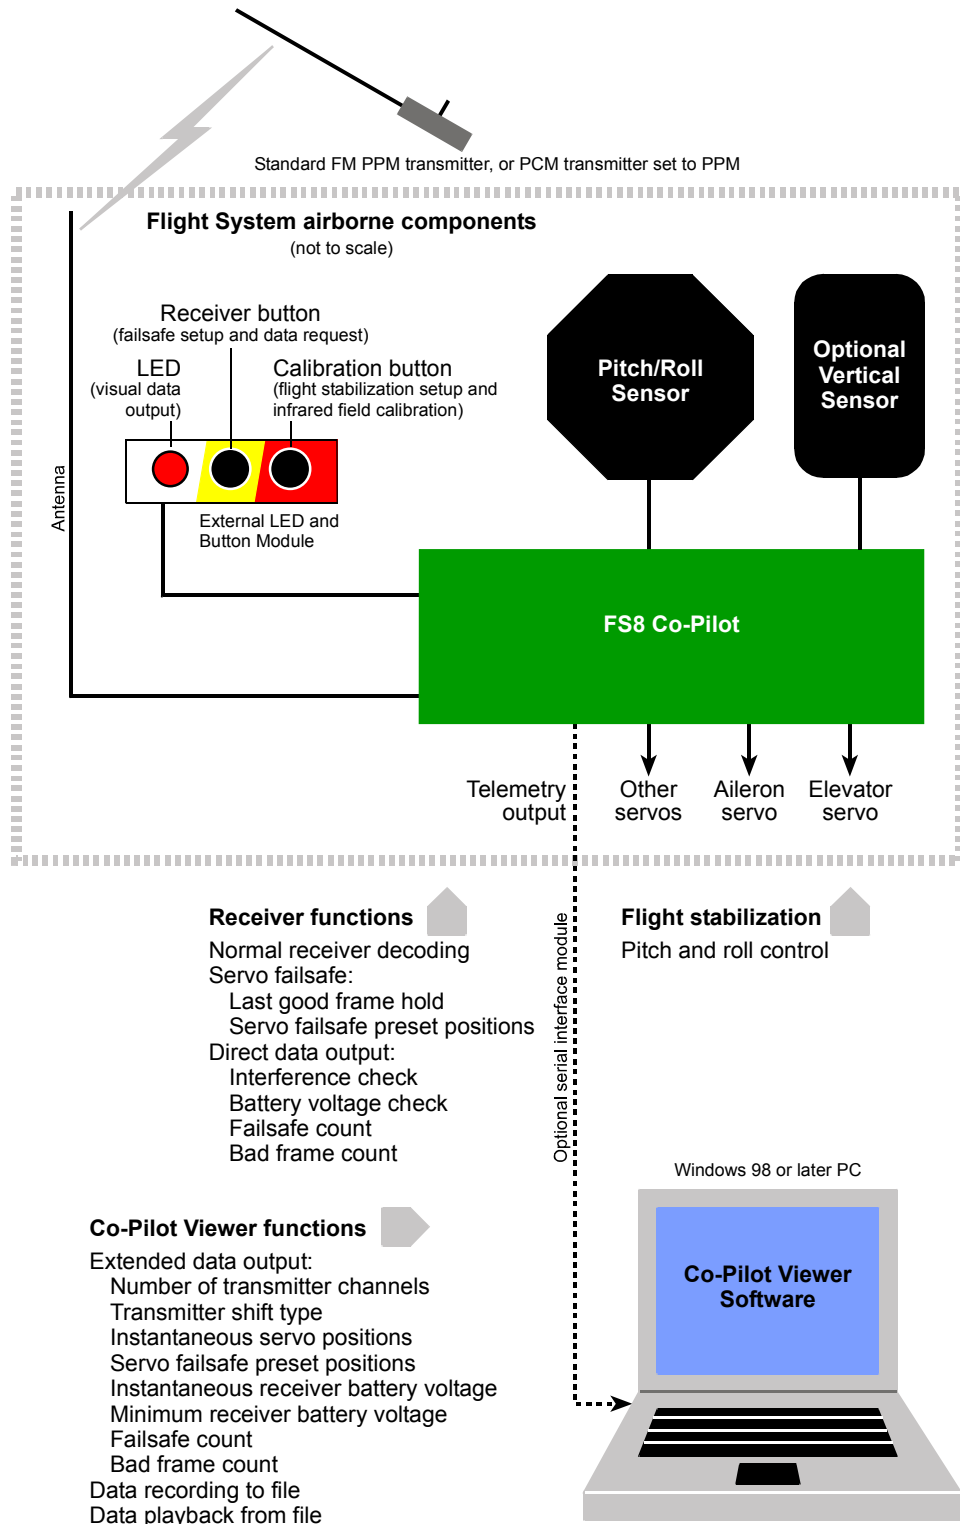 Standard FM PPM transmitter, or PCM transmitter set to PPM
Flight System airborne components
(not to scale)
Receiver button
(failsafe setup and data request)
LED
(visual data
output)
Calibration button
(flight stabilization setup and
infrared field calibration)
External LED and
Button Module
Antenna
Pitch/Roll
Sensor
Optional
Vertical
Sensor
FS8 Co-Pilot
Telemetry
output
Other
servos
Aileron
servo
Elevator
servo
Receiver functions
Normal receiver decoding
Servo failsafe:
Last good frame hold
Servo failsafe preset positions
Direct data output:
Interference check
Battery voltage check
Failsafe count
Bad frame count
Optional serial interface module
Flight stabilization
Pitch and roll control
Windows 98 or later PC
Co-Pilot Viewer
Software
Co-Pilot Viewer functions
Extended data output:
Number of transmitter channels
Transmitter shift type
Instantaneous servo positions
Servo failsafe preset positions
Instantaneous receiver battery voltage
Minimum receiver battery voltage
Failsafe count
Bad frame count
Data recording to file
Data playback from file